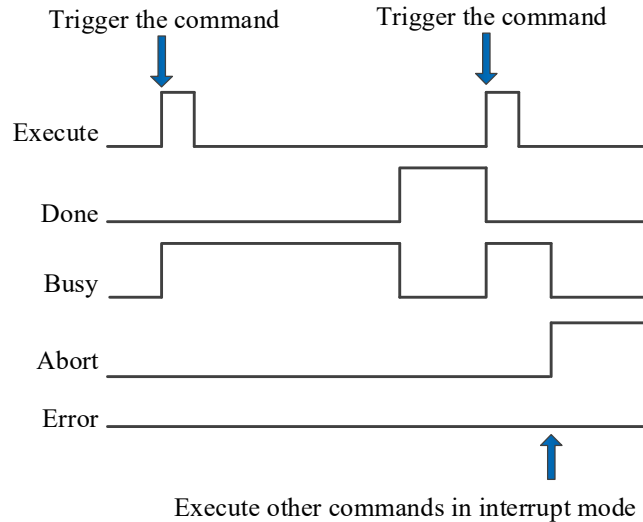 Trigger the command
Trigger the command
Execute
Done
Busy
Abort
Error
Execute other commands in interrupt mode